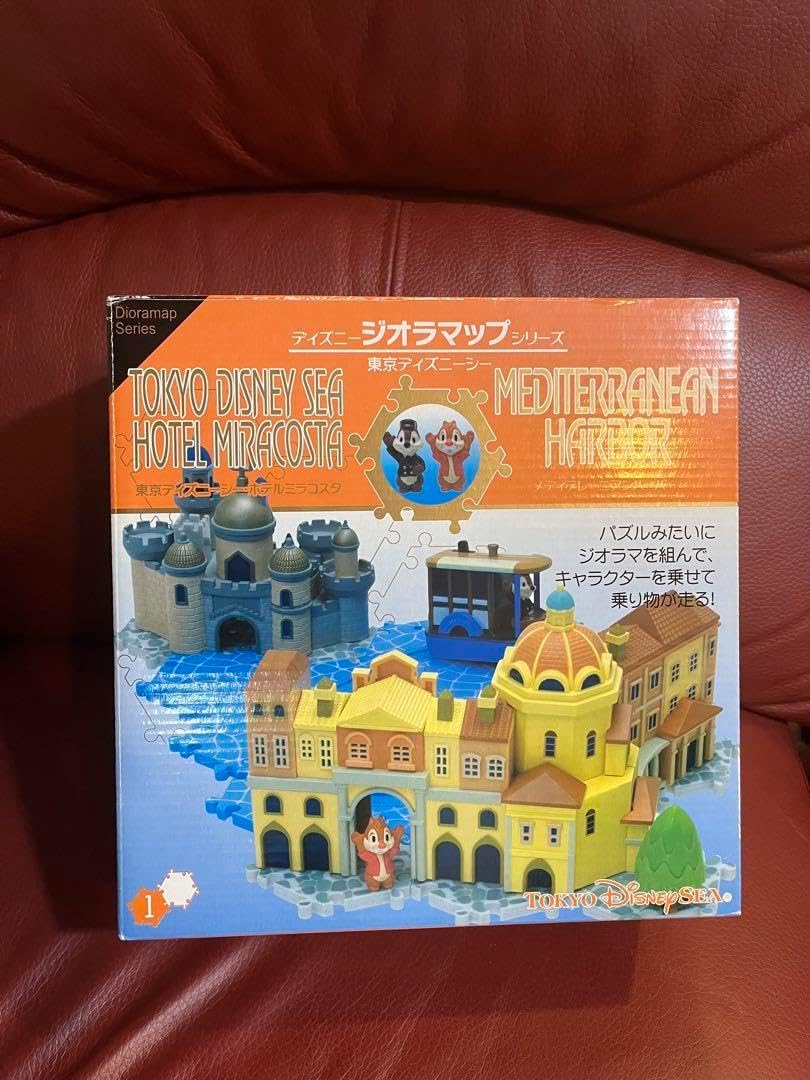 Dioramap
Series
ディズニージオラマップシリーズ
東京ディズニーシー
TOKYO DISNEY SEA
HOTEL MIRACOSTA
東京ディズニーシー・ホテルミラコスタ
MEDITERRANEAN
HARBOR
パズルみたいに
ジオラマを組んで、
キャラクターを乗せて
乗り物が走る!
1
TOKYO DISNEYSEA®